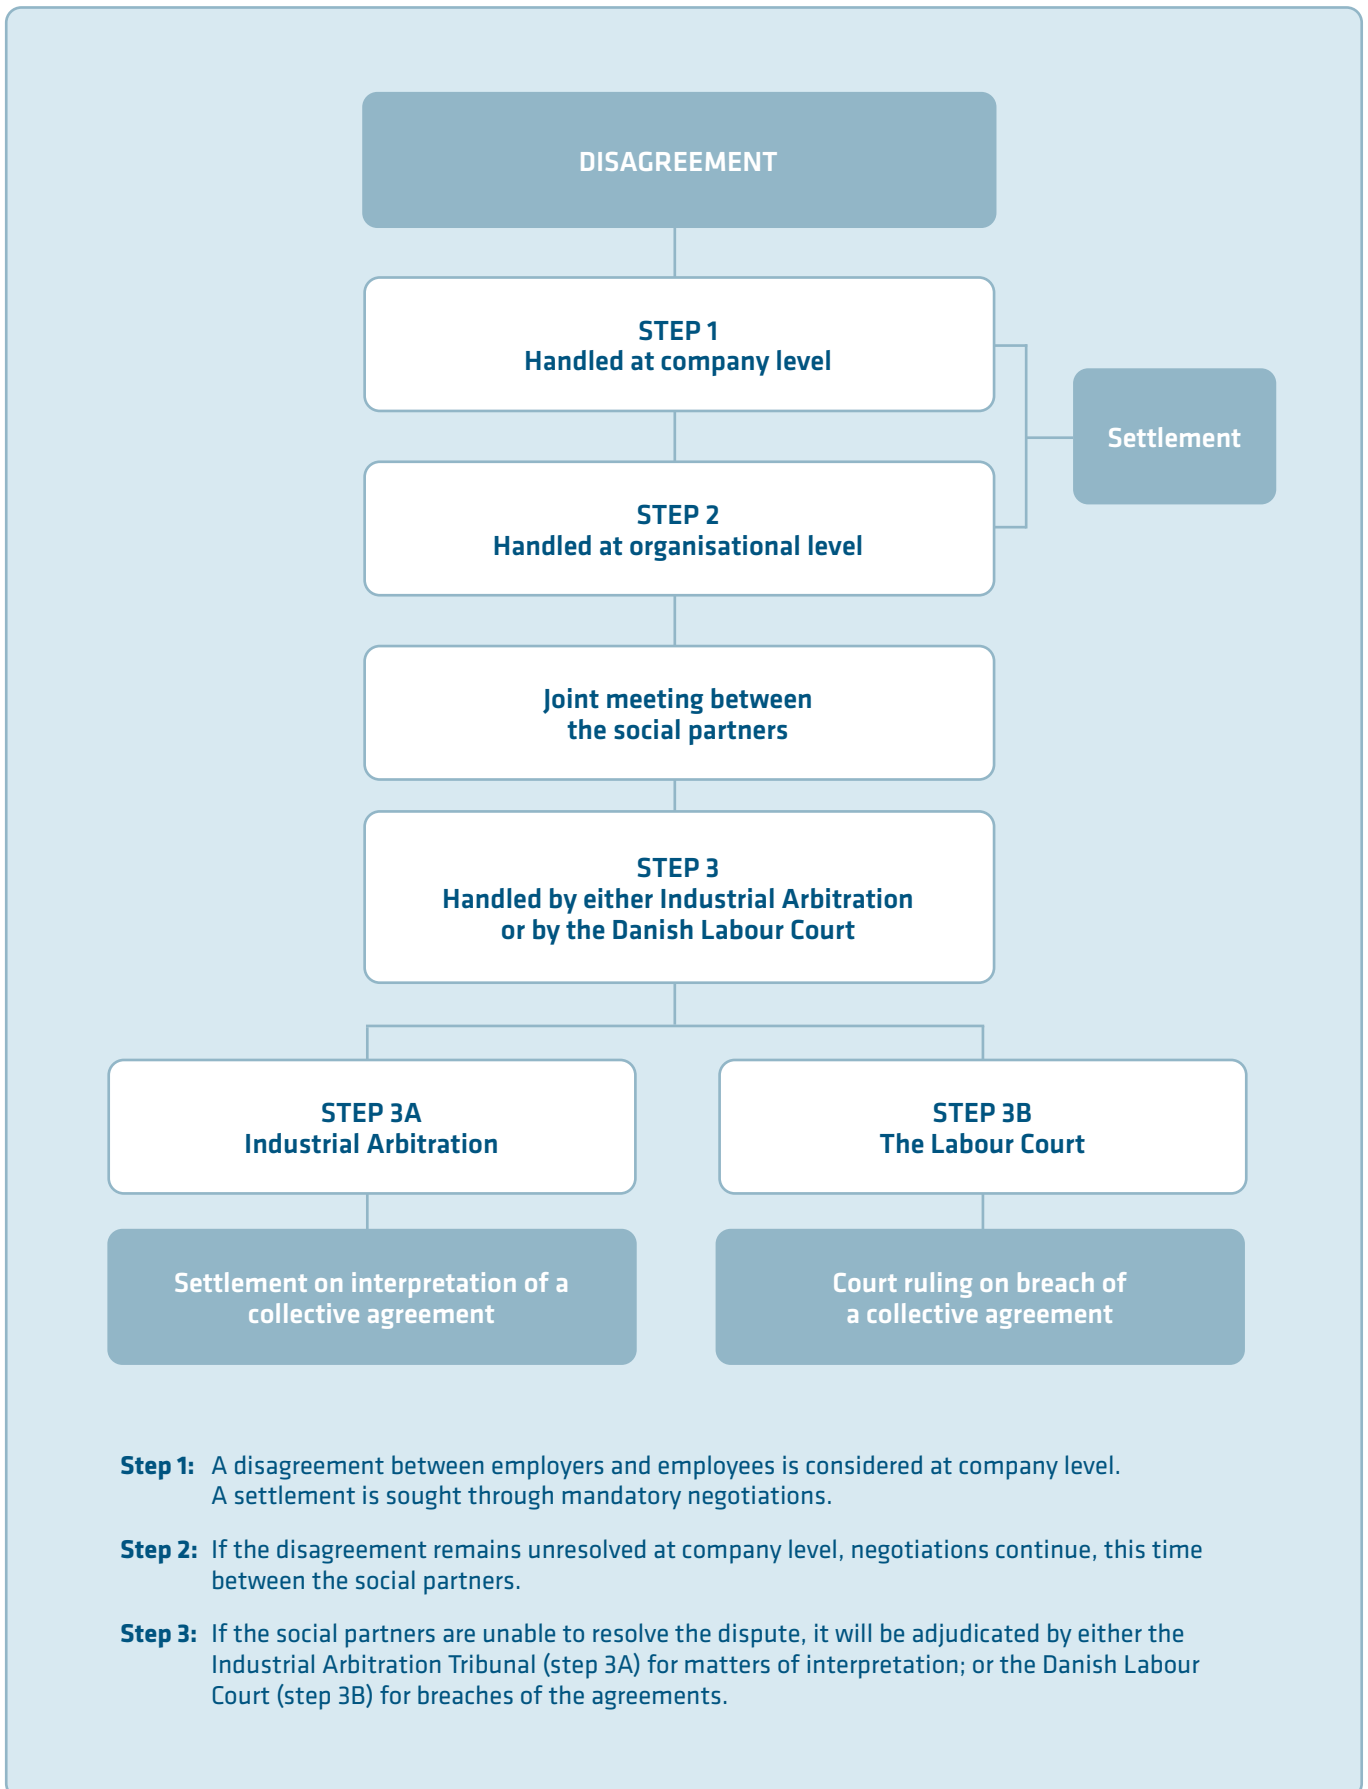 DISAGREEMENT
STEP 1
Handled at company level
Settlement
STEP 2
Handled at organisational level
Joint meeting between
the social partners
STEP 3
Handled by either Industrial Arbitration
or by the Danish Labour Court
STEP 3A
Industrial Arbitration
STEP 3B
The Labour Court
Settlement on interpretation of a
collective agreement
Court ruling on breach of
a collective agreement
Step 1: A disagreement between employers and employees is considered at company level.
A settlement is sought through mandatory negotiations.
Step 2: If the disagreement remains unresolved at company level, negotiations continue, this time
between the social partners.
Step 3: If the social partners are unable to resolve the dispute, it will be adjudicated by either the
Industrial Arbitration Tribunal (step 3A) for matters of interpretation; or the Danish Labour
Court (step 3B) for breaches of the agreements.